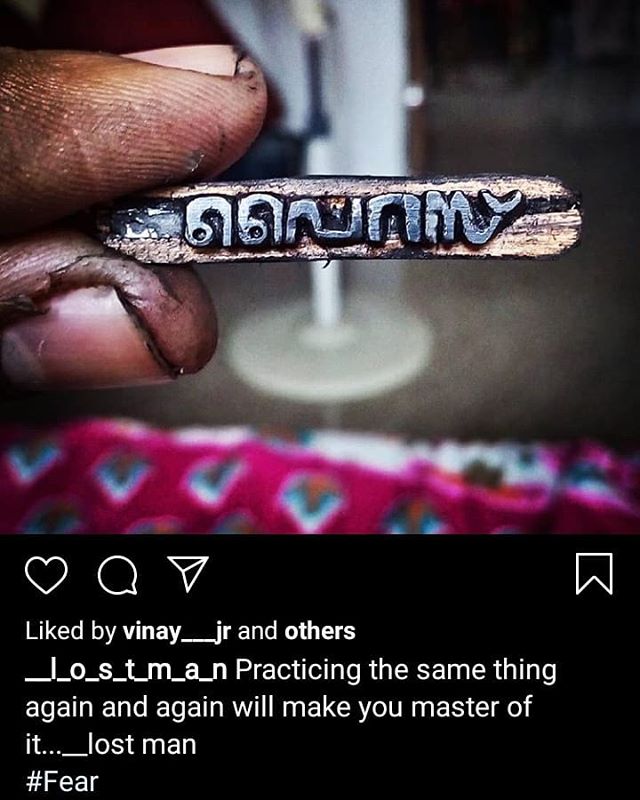 Liked by vinay___jr and others
__l_o_s_t_m_a_n Practicing the same thing
again and again will make you master of
it...__lost man
#Fear